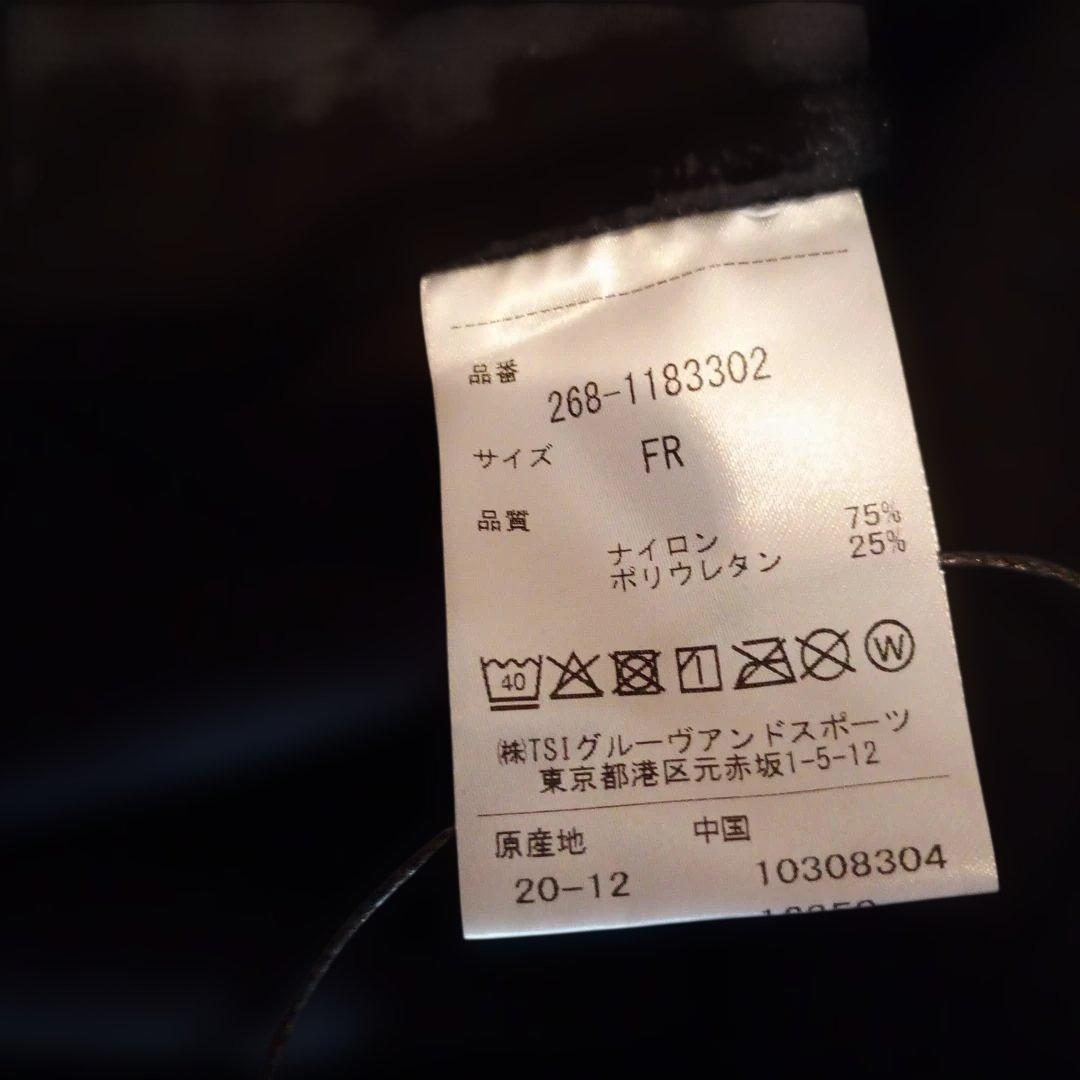 品番
268-1183302
サイズ FR
品質
ナイロン 75%
ポリウレタン 25%
40 W
㈱TSIグルーヴアンドスポーツ
東京都港区元赤坂1-5-12
原産地 中国
20-12 10308304